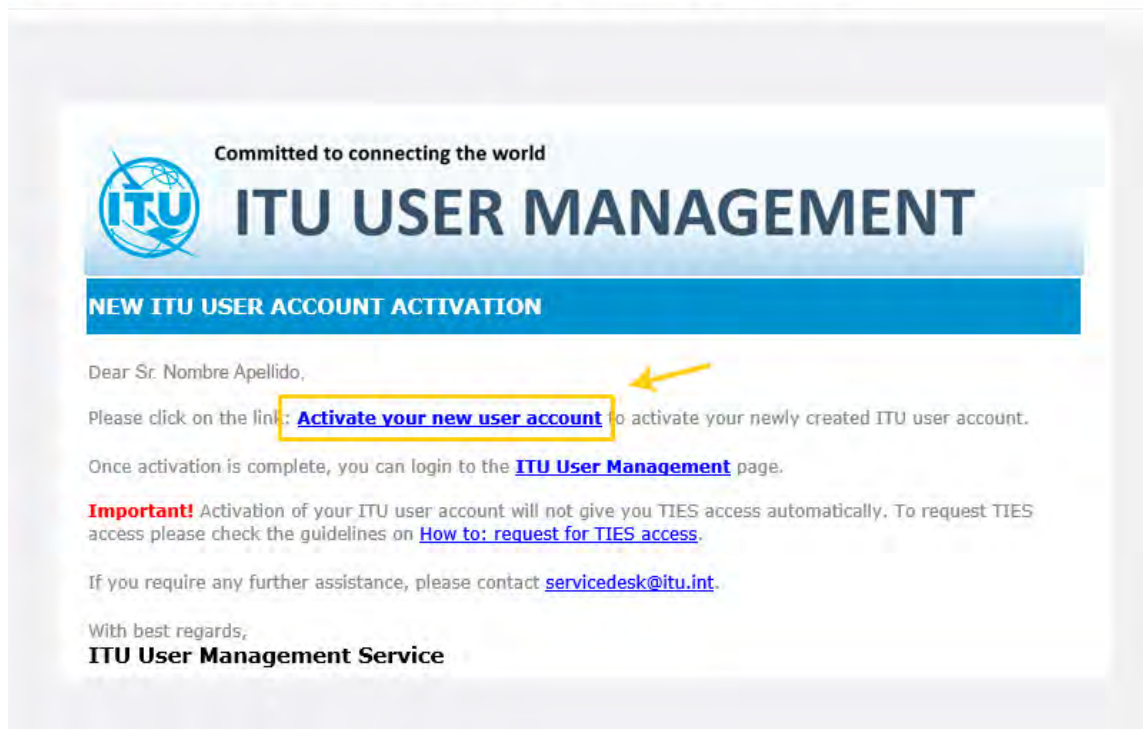 Committed to connecting the world
ITU
ITU USER MANAGEMENT
NEW ITU USER ACCOUNT ACTIVATION
Dear Sr. Nombre Apellido,
Please click on the link: Activate your new user account to activate your newly created ITU user account.
Once activation is complete, you can login to the ITU User Management page.
Important! Activation of your ITU user account will not give you TIES access automatically. To request TIES
access please check the guidelines on How to: request for TIES access.
If you require any further assistance, please contact servicedesk@itu.int.
With best regards,
ITU User Management Service